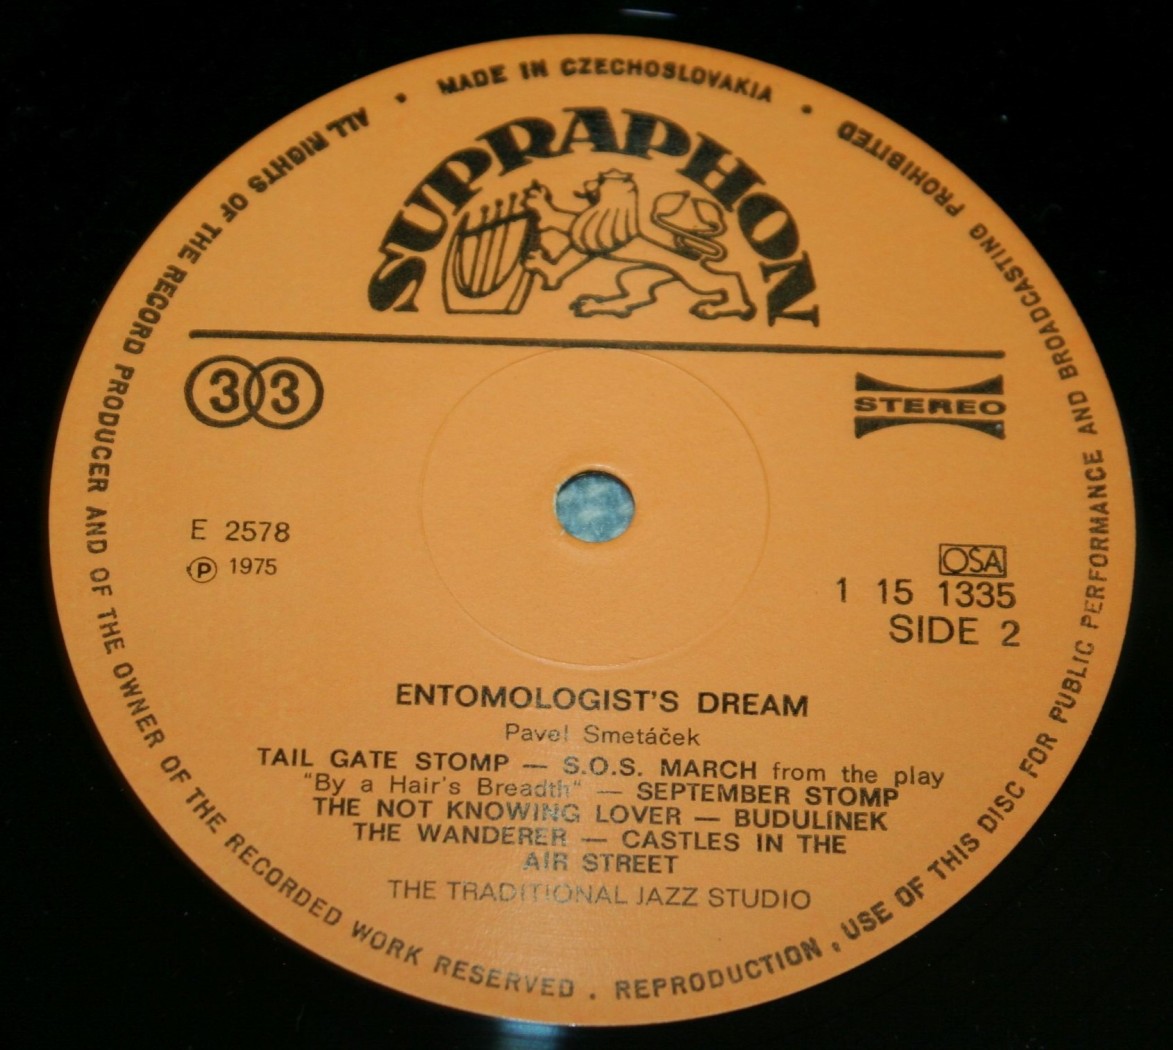 MADE IN CZECHOSLOVAKIA •
ALL RIGHTS OF THE RECORD PRODUCER AND OF THE OWNER OF THE RECORDED WORK RESERVED . REPRODUCTION , USE OF THIS DISC FOR PUBLIC PERFORMANCE AND BROADCASTING PROHIBITED •
SUPRAPHON
33
STEREO
E 2578
Ⓟ 1975
OSA
1 15 1335
SIDE 2
ENTOMOLOGIST'S DREAM
Pavel Smetáček
TAIL GATE STOMP — S.O.S. MARCH from the play
"By a Hair's Breadth" — SEPTEMBER STOMP
THE NOT KNOWING LOVER — BUDULÍNEK
THE WANDERER — CASTLES IN THE
AIR STREET
THE TRADITIONAL JAZZ STUDIO